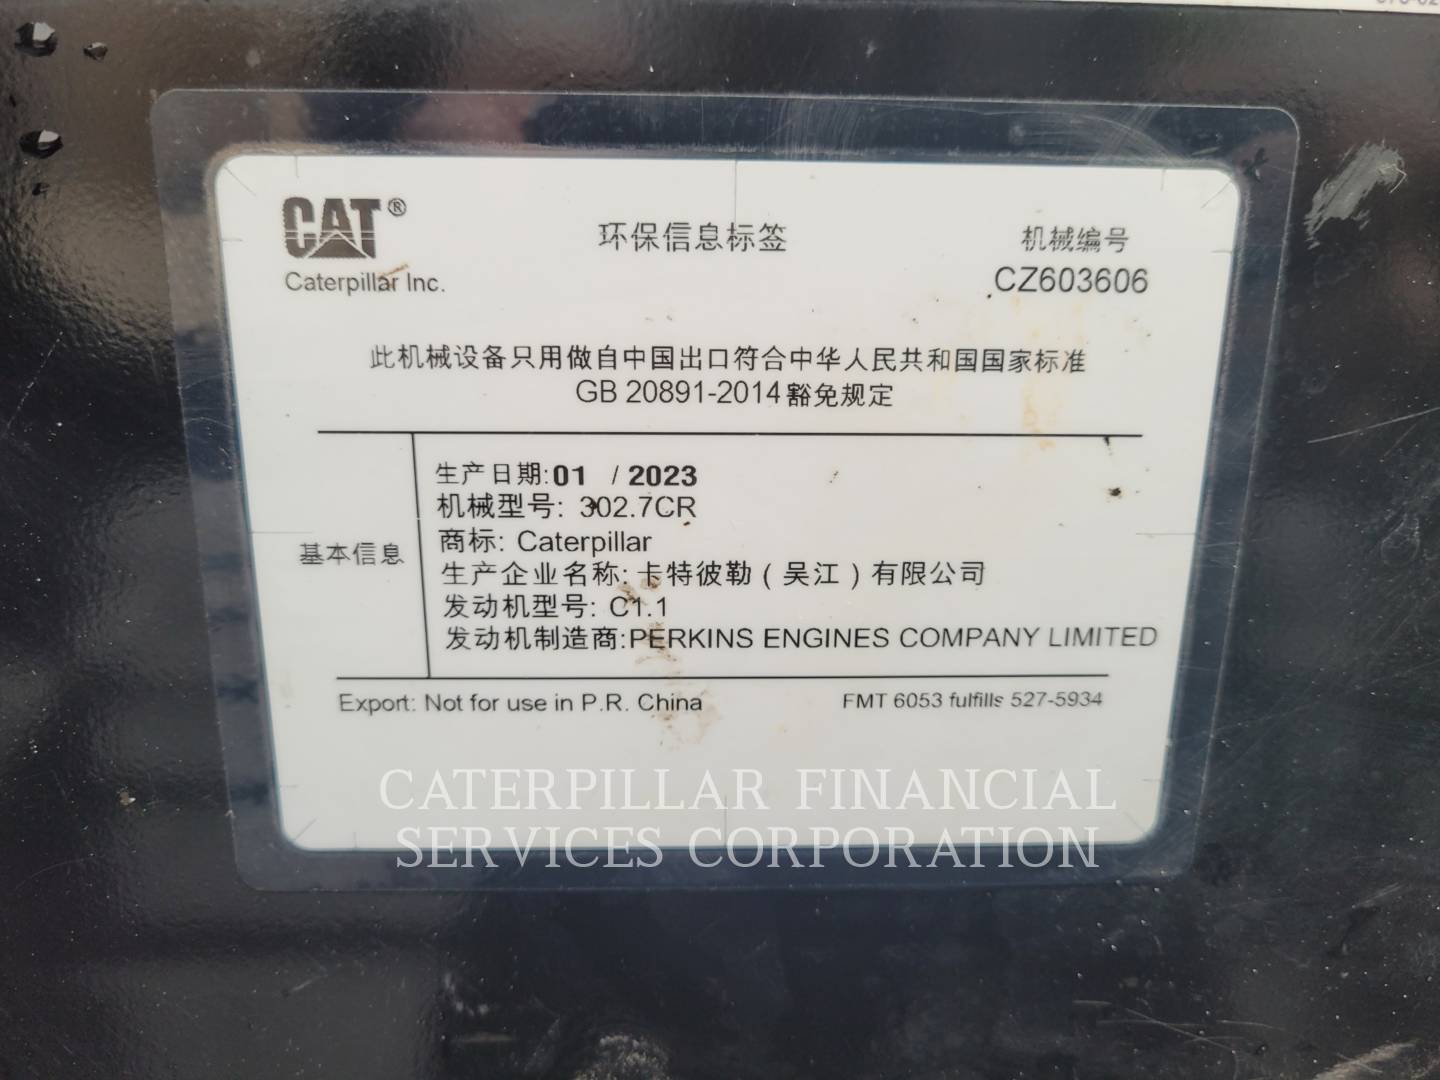 CAT®
Caterpillar Inc.
环保信息标签
机械编号
CZ603606
此机械设备只用做自中国出口符合中华人民共和国国家标准
GB 20891-2014豁免规定
基本信息
生产日期:01 / 2023
机械型号: 302.7CR
商标: Caterpillar
生产企业名称: 卡特彼勒（吴江）有限公司
发动机型号: C1.1
发动机制造商:PERKINS ENGINES COMPANY LIMITED
Export: Not for use in P.R. China
FMT 6053 fulfills 527-5934
CATERPILLAR FINANCIAL
SERVICES CORPORATION